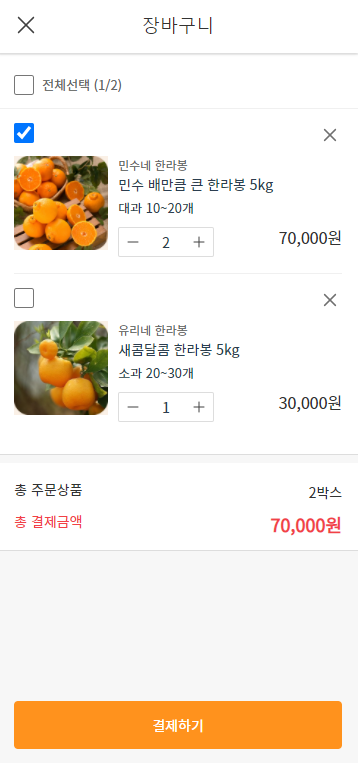 장바구니
전체선택 (1/2)
민수네 한라봉
민수 배만큼 큰 한라봉 5kg
대과 10~20개
2
70,000원
유리네 한라봉
새콤달콤 한라봉 5kg
소과 20~30개
1
30,000원
총 주문상품
2박스
총 결제금액
70,000원
결제하기